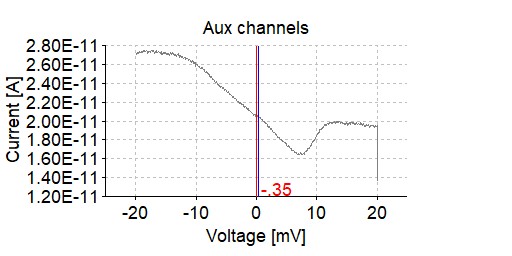 Aux channels
2.80E-11
2.60E-11
2.40E-11
2.20E-11
2.00E-11
1.80E-11
1.60E-11
1.40E-11
1.20E-11
Current [A]
-.35
-20 -10 0 10 20
Voltage [mV]